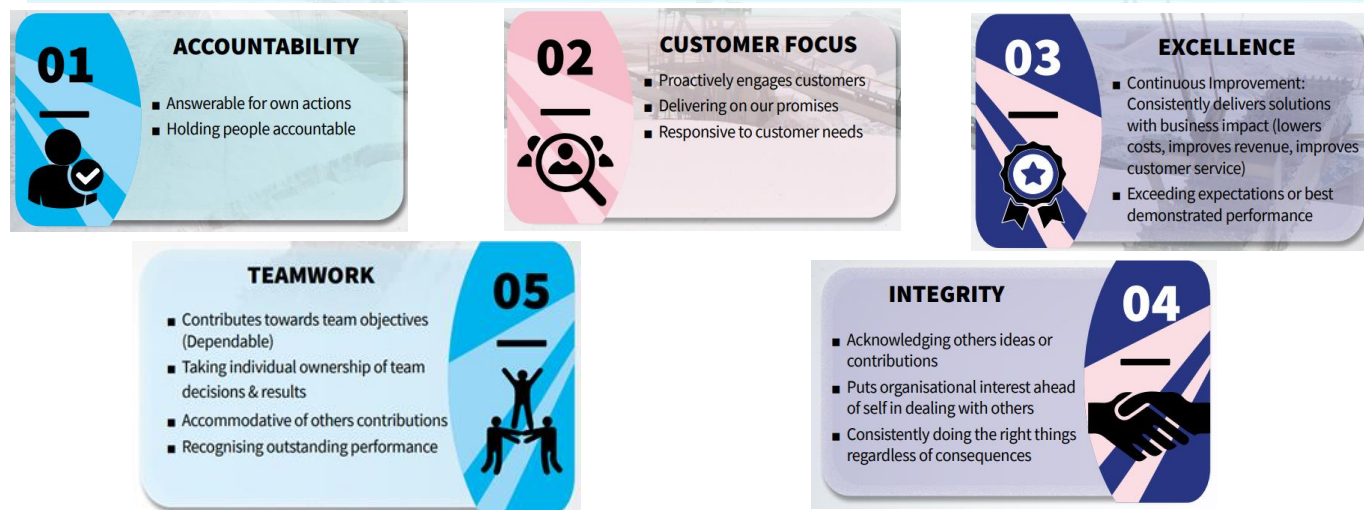 01
ACCOUNTABILITY
■ Answerable for own actions
■ Holding people accountable
02
CUSTOMER FOCUS
■ Proactively engages customers
■ Delivering on our promises
■ Responsive to customer needs
03
EXCELLENCE
■ Continuous Improvement:
Consistently delivers solutions
with business impact (lowers
costs, improves revenue, improves
customer service)
■ Exceeding expectations or best
demonstrated performance
TEAMWORK
05
■ Contributes towards team objectives
(Dependable)
■ Taking individual ownership of team
decisions & results
■ Accommodative of others contributions
■ Recognising outstanding performance
INTEGRITY
04
■ Acknowledging others ideas or
contributions
■ Puts organisational interest ahead
of self in dealing with others
■ Consistently doing the right things
regardless of consequences